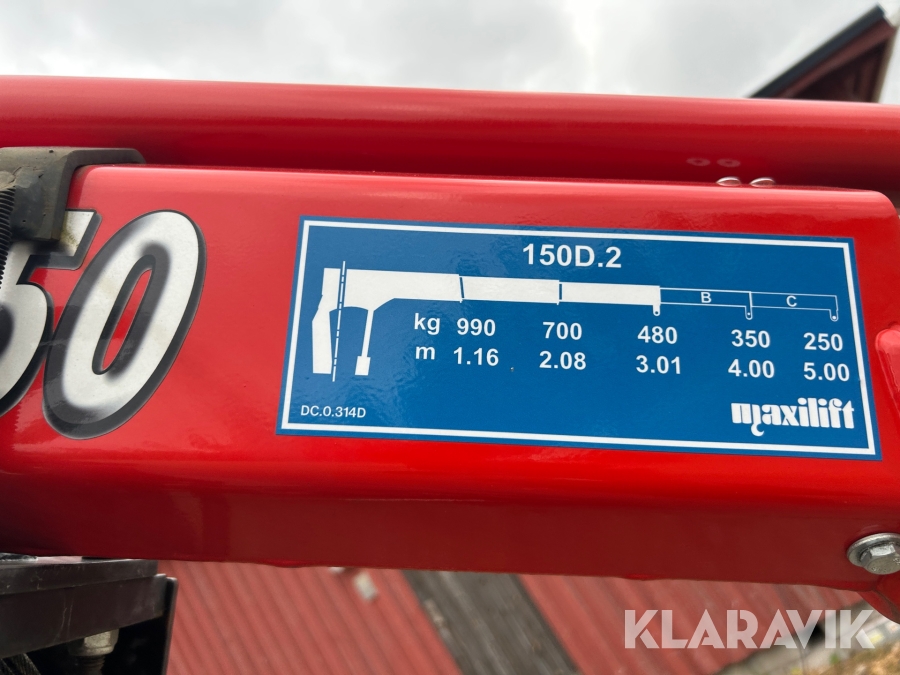 50
150D.2
B C
kg 990 700 480 350 250
m 1.16 2.08 3.01 4.00 5.00
DC.0.314D
maxilift
KLARAVIK